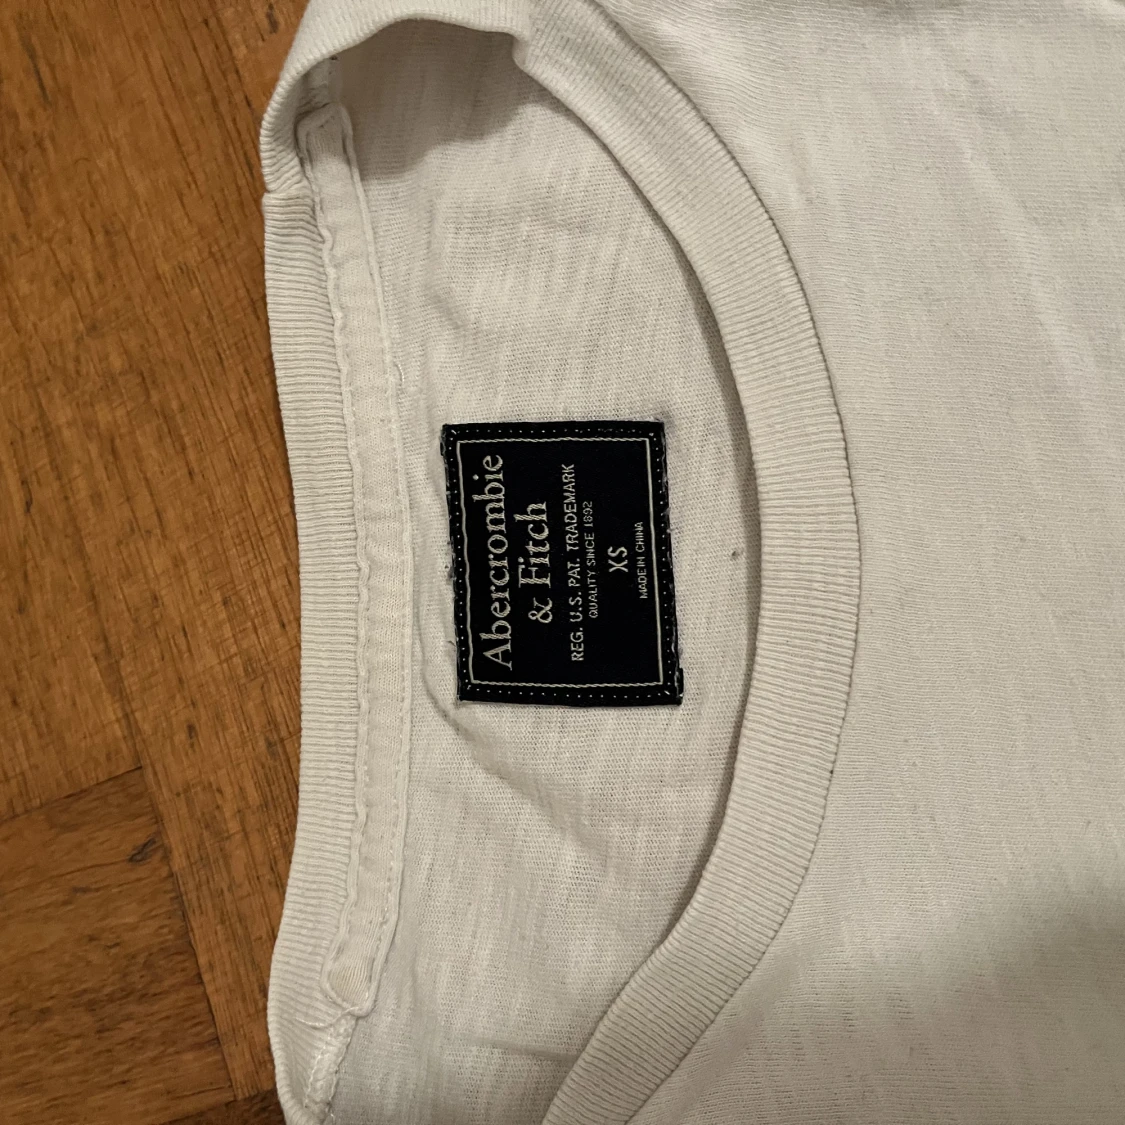 Abercrombie
& Fitch
REG. U.S. PAT. TRADEMARK
QUALITY SINCE 1892
XS
MADE IN CHINA